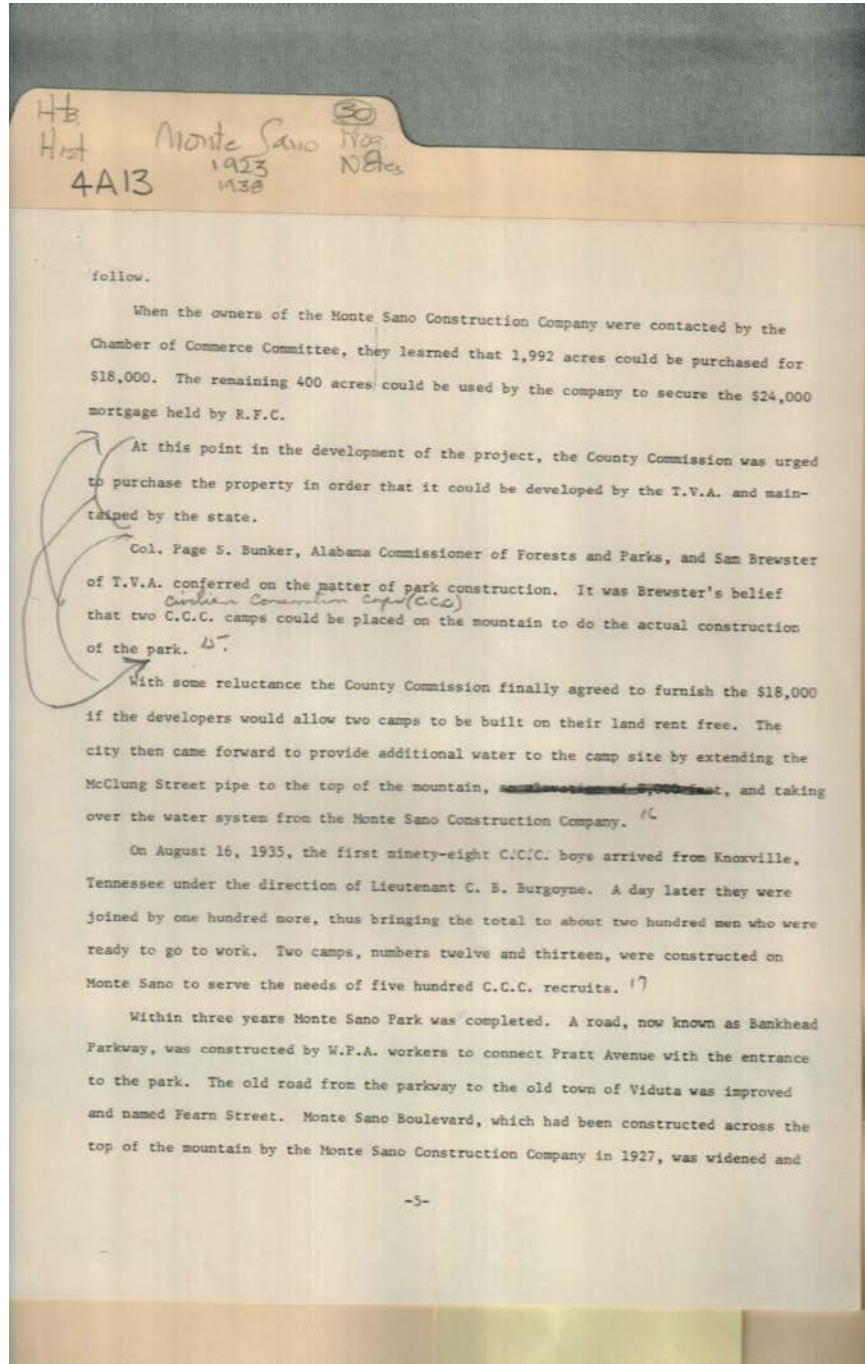 HtB.
Hist
4A13
Monte Sano
1923
1938
30
Prog
Notes
follow.
When the owners of the Monte Sano Construction Company were contacted by the
Chamber of Commerce Committee, they learned that 1,992 acres could be purchased for
$18,000. The remaining 400 acres could be used by the company to secure the $24,000
mortgage held by R.F.C.
At this point in the development of the project, the County Commission was urged
to purchase the property in order that it could be developed by the T.V.A. and main-
tained by the state.
Col. Page S. Bunker, Alabama Commissioner of Forests and Parks, and Sam Brewster
of T.V.A. conferred on the matter of park construction. It was Brewster's belief
Civilian Conservation Corps (C.C.C)
that two C.C.C. camps could be placed on the mountain to do the actual construction
of the park. 15.
With some reluctance the County Commission finally agreed to furnish the $18,000
if the developers would allow two camps to be built on their land rent free. The
city then came forward to provide additional water to the camp site by extending the
McClung Street pipe to the top of the mountain, an elevation of 5,000 feet, and taking
over the water system from the Monte Sano Construction Company. 16
On August 16, 1935, the first ninety-eight C.C.C. boys arrived from Knoxville,
Tennessee under the direction of Lieutenant C. B. Burgoyne. A day later they were
joined by one hundred more, thus bringing the total to about two hundred men who were
ready to go to work. Two camps, numbers twelve and thirteen, were constructed on
Monte Sano to serve the needs of five hundred C.C.C. recruits. 17
Within three years Monte Sano Park was completed. A road, now known as Bankhead
Parkway, was constructed by W.P.A. workers to connect Pratt Avenue with the entrance
to the park. The old road from the parkway to the old town of Viduta was improved
and named Fearn Street. Monte Sano Boulevard, which had been constructed across the
top of the mountain by the Monte Sano Construction Company in 1927, was widened and
-5-